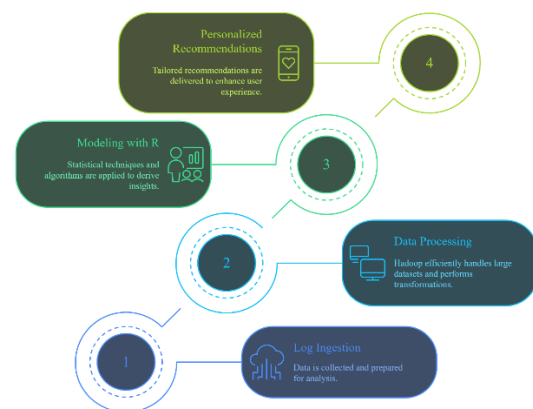 Personalized
Recommendations
Tailored recommendations are
delivered to enhance user
experience.
4
Modeling with R
Statistical techniques and
algorithms are applied to derive
insights.
3
2
Data Processing
Hadoop efficiently handles large
datasets and performs
transformations.
1
Log Ingestion
Data is collected and prepared
for analysis.